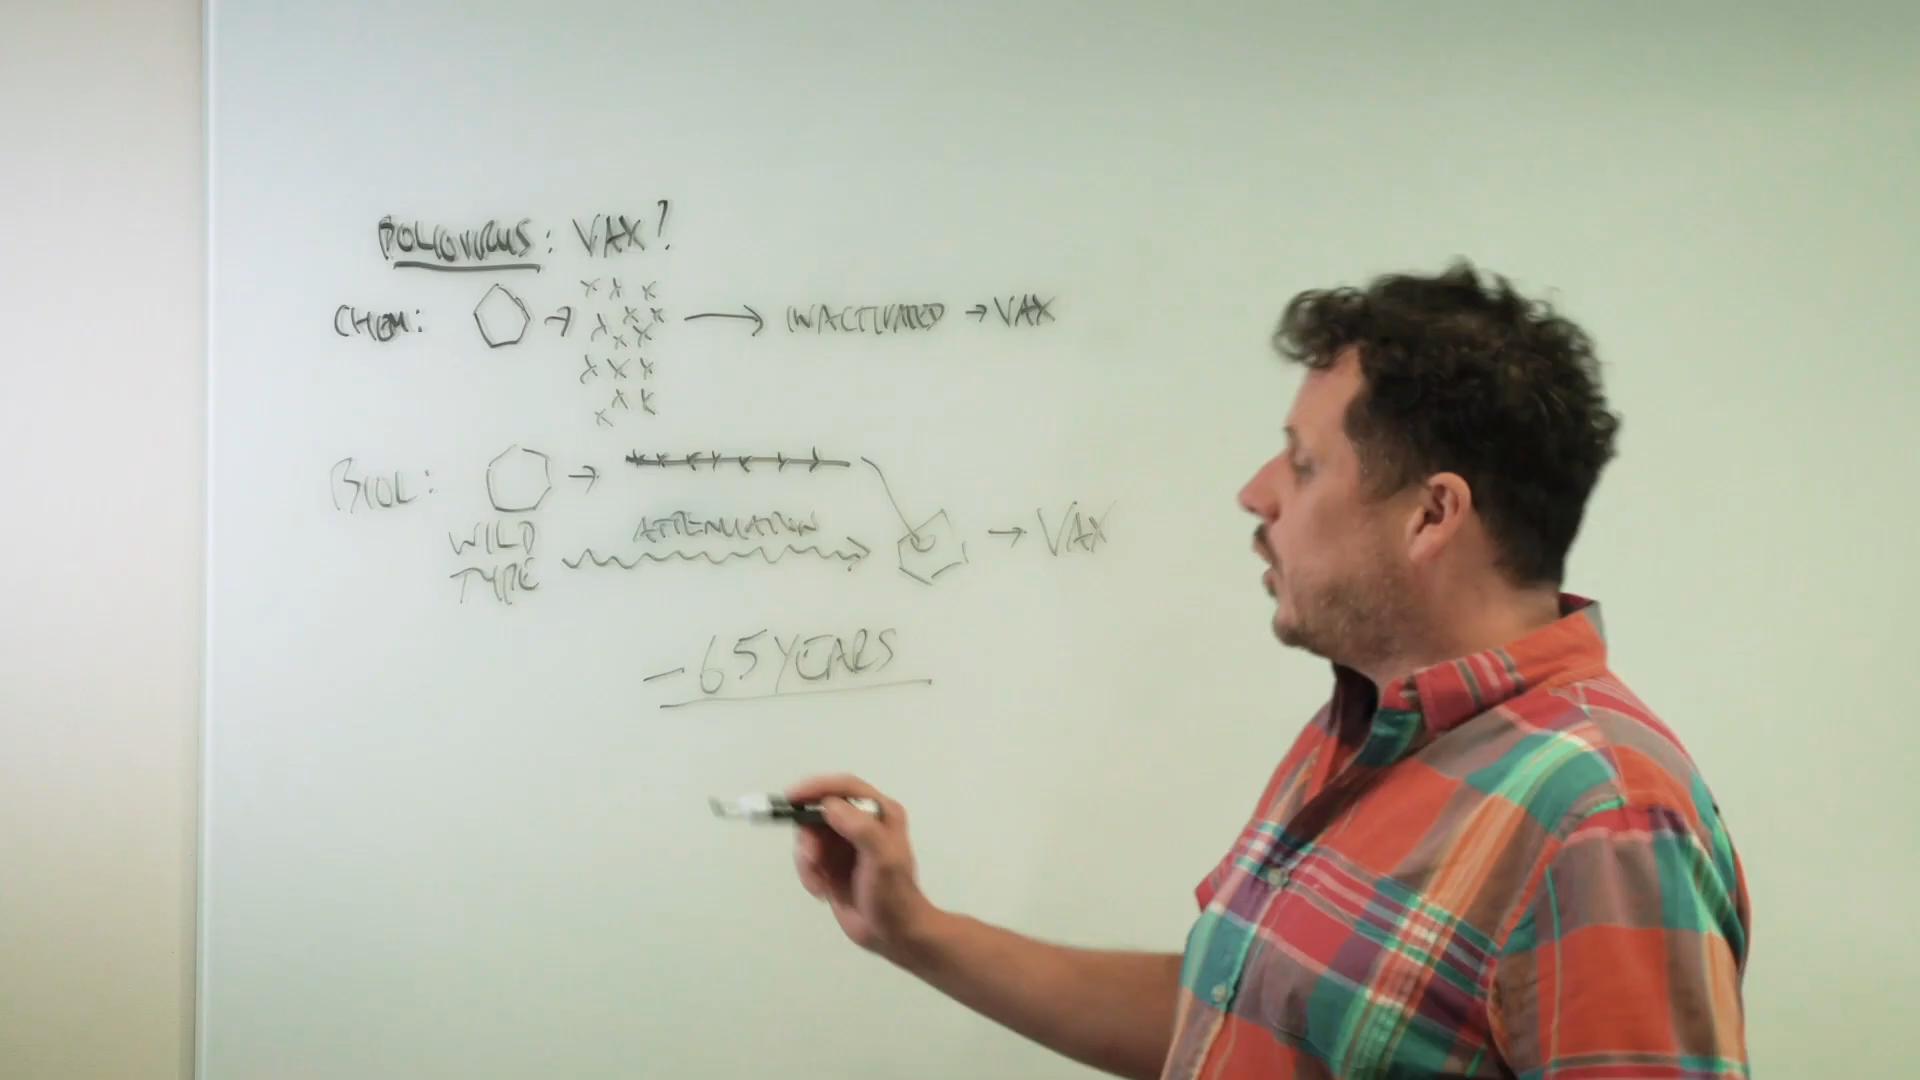 POLIOVIRUS: VAX?
CHEM: → → INACTIVATED → VAX
BIOL: →
WILD TYPE ATTENUATION → VAX
- 65 YEARS